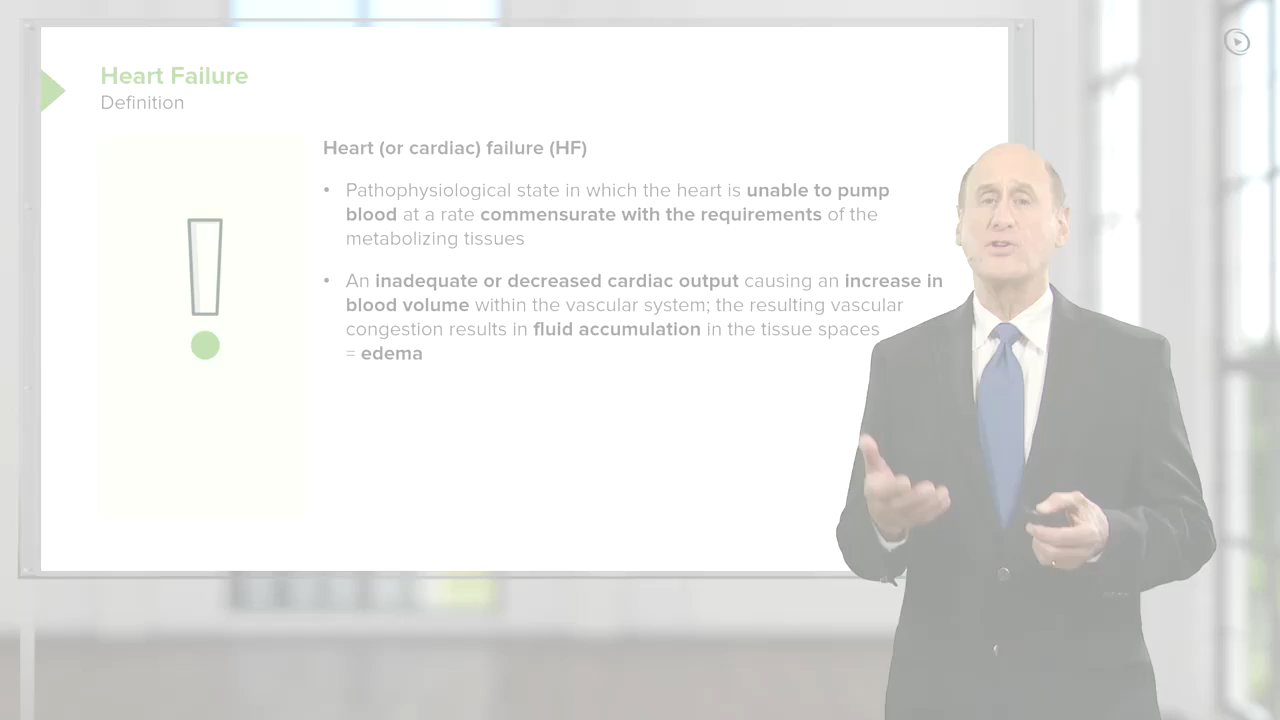 Heart Failure
Definition
Heart (or cardiac) failure (HF)
• Pathophysiological state in which the heart is unable to pump
blood at a rate commensurate with the requirements of the
metabolizing tissues
• An inadequate or decreased cardiac output causing an increase in
blood volume within the vascular system; the resulting vascular
congestion results in fluid accumulation in the tissue spaces
= edema